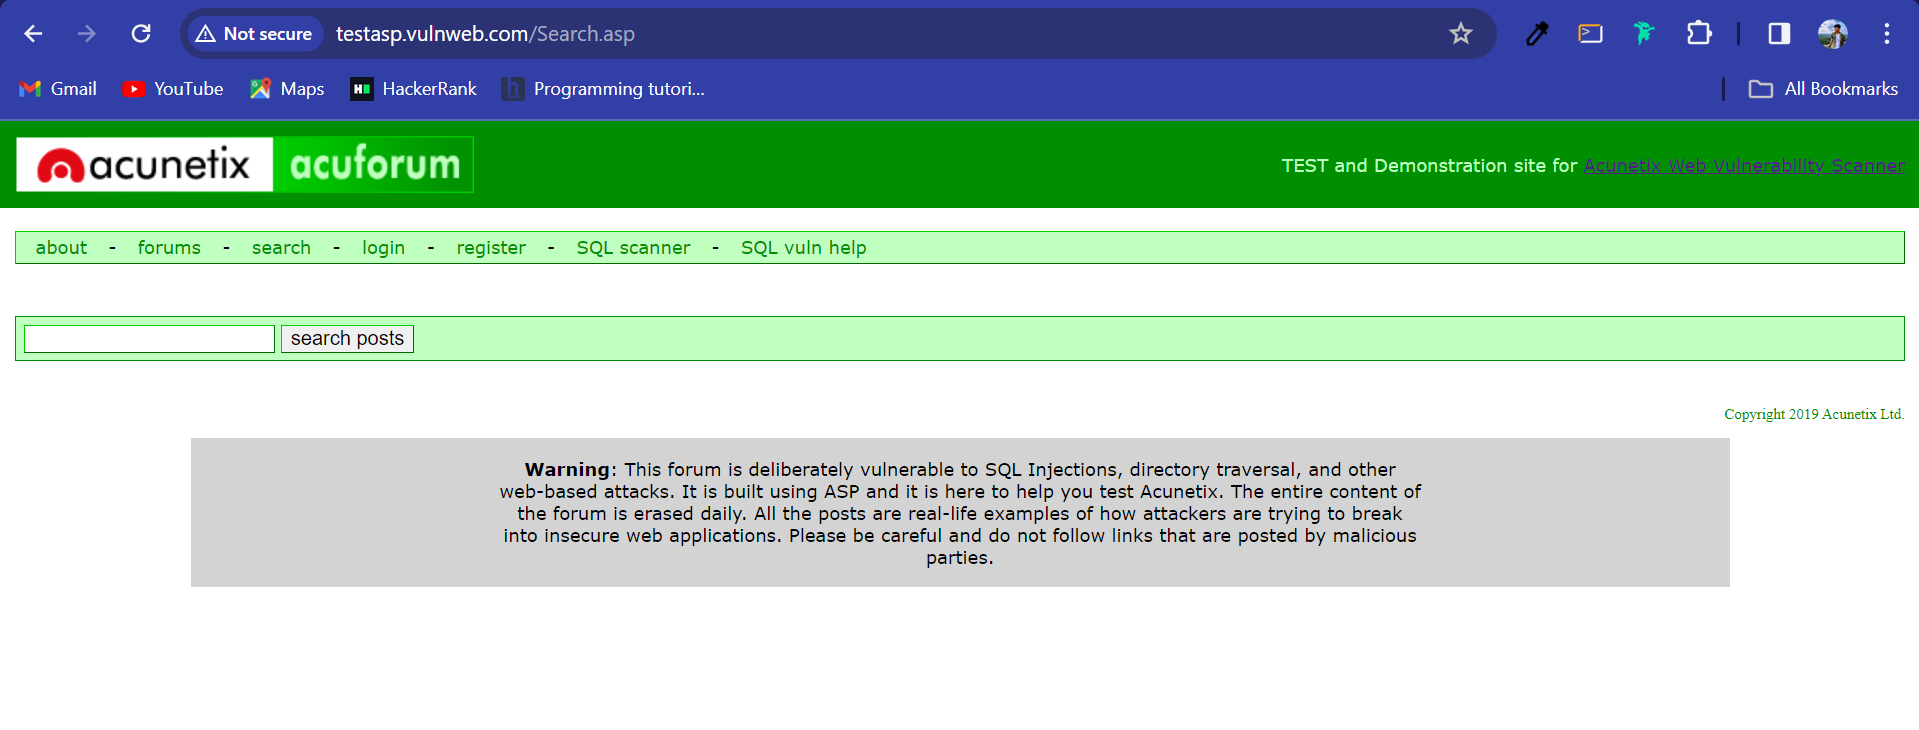 Not secure testasp.vulnweb.com/Search.asp
Gmail YouTube Maps HackerRank Programming tutori... All Bookmarks
acunetix acuforum TEST and Demonstration site for Acunetix Web Vulnerability Scanner
about - forums - search - login - register - SQL scanner - SQL vuln help
search posts
Copyright 2019 Acunetix Ltd.
Warning: This forum is deliberately vulnerable to SQL Injections, directory traversal, and other
web-based attacks. It is built using ASP and it is here to help you test Acunetix. The entire content of
the forum is erased daily. All the posts are real-life examples of how attackers are trying to break
into insecure web applications. Please be careful and do not follow links that are posted by malicious
parties.